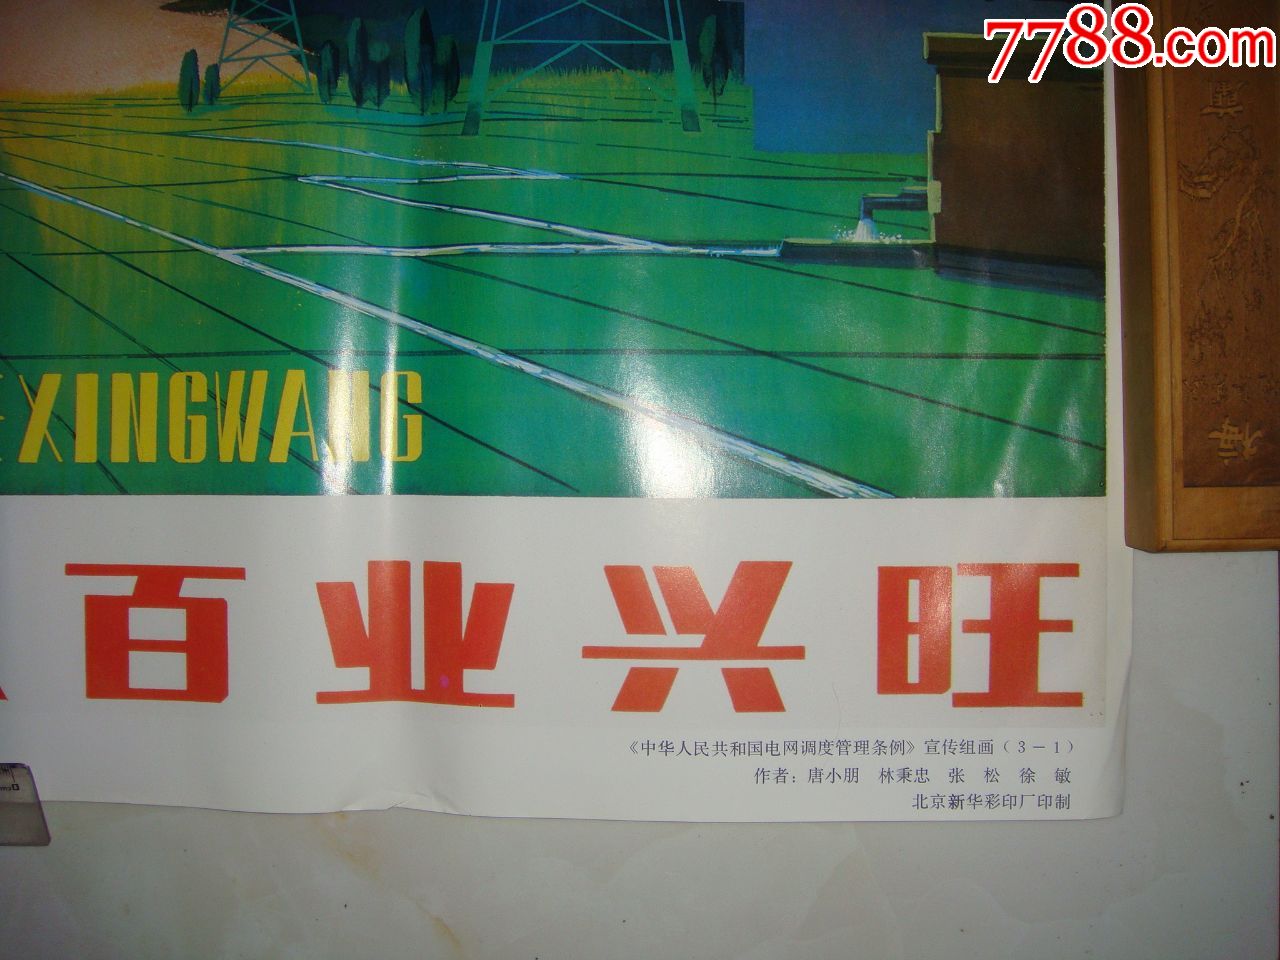 7788.com
XINGWANG
百业兴旺
《中华人民共和国电网调度管理条例》宣传组画(3-1)
作者：唐小朋 林秉忠 张 松 徐 敏
北京新华彩印厂印制
梅